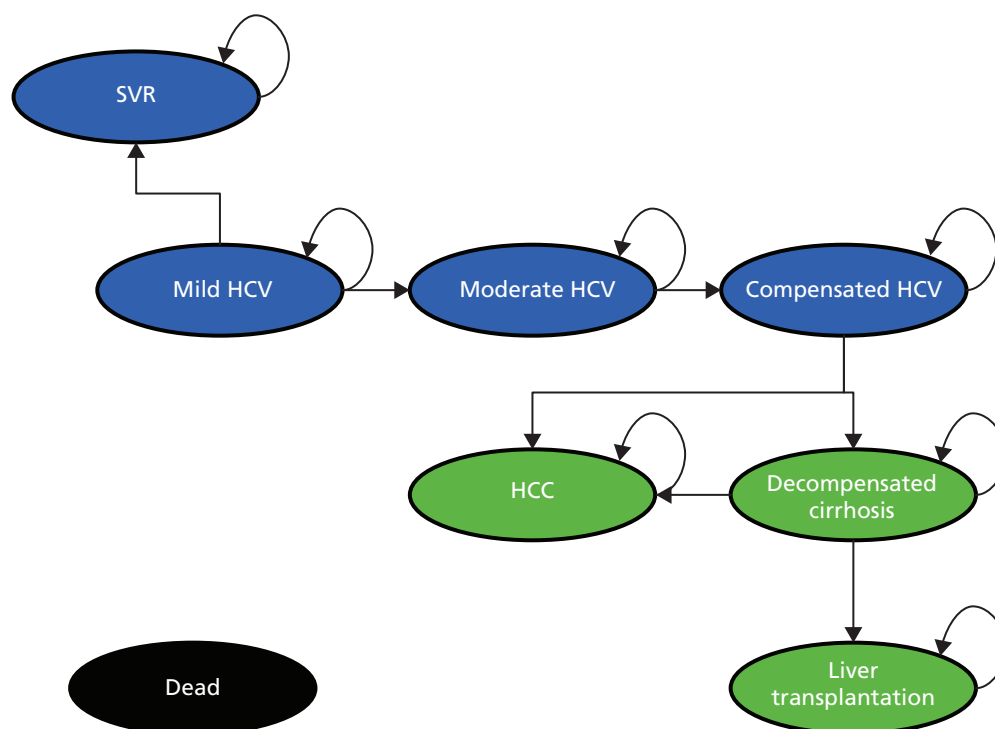 SVR
Mild HCV
Moderate HCV
Compensated HCV
HCC
Decompensated
cirrhosis
Dead
Liver
transplantation